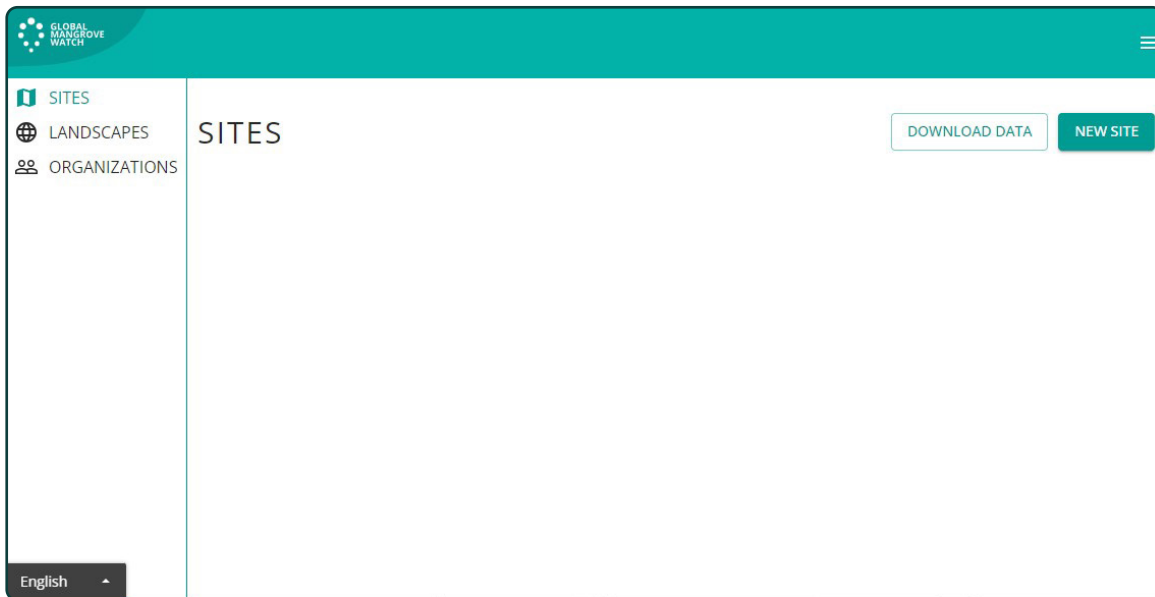 GLOBAL
MANGROVE
WATCH
SITES
LANDSCAPES
ORGANIZATIONS
SITES
DOWNLOAD DATA
NEW SITE
English